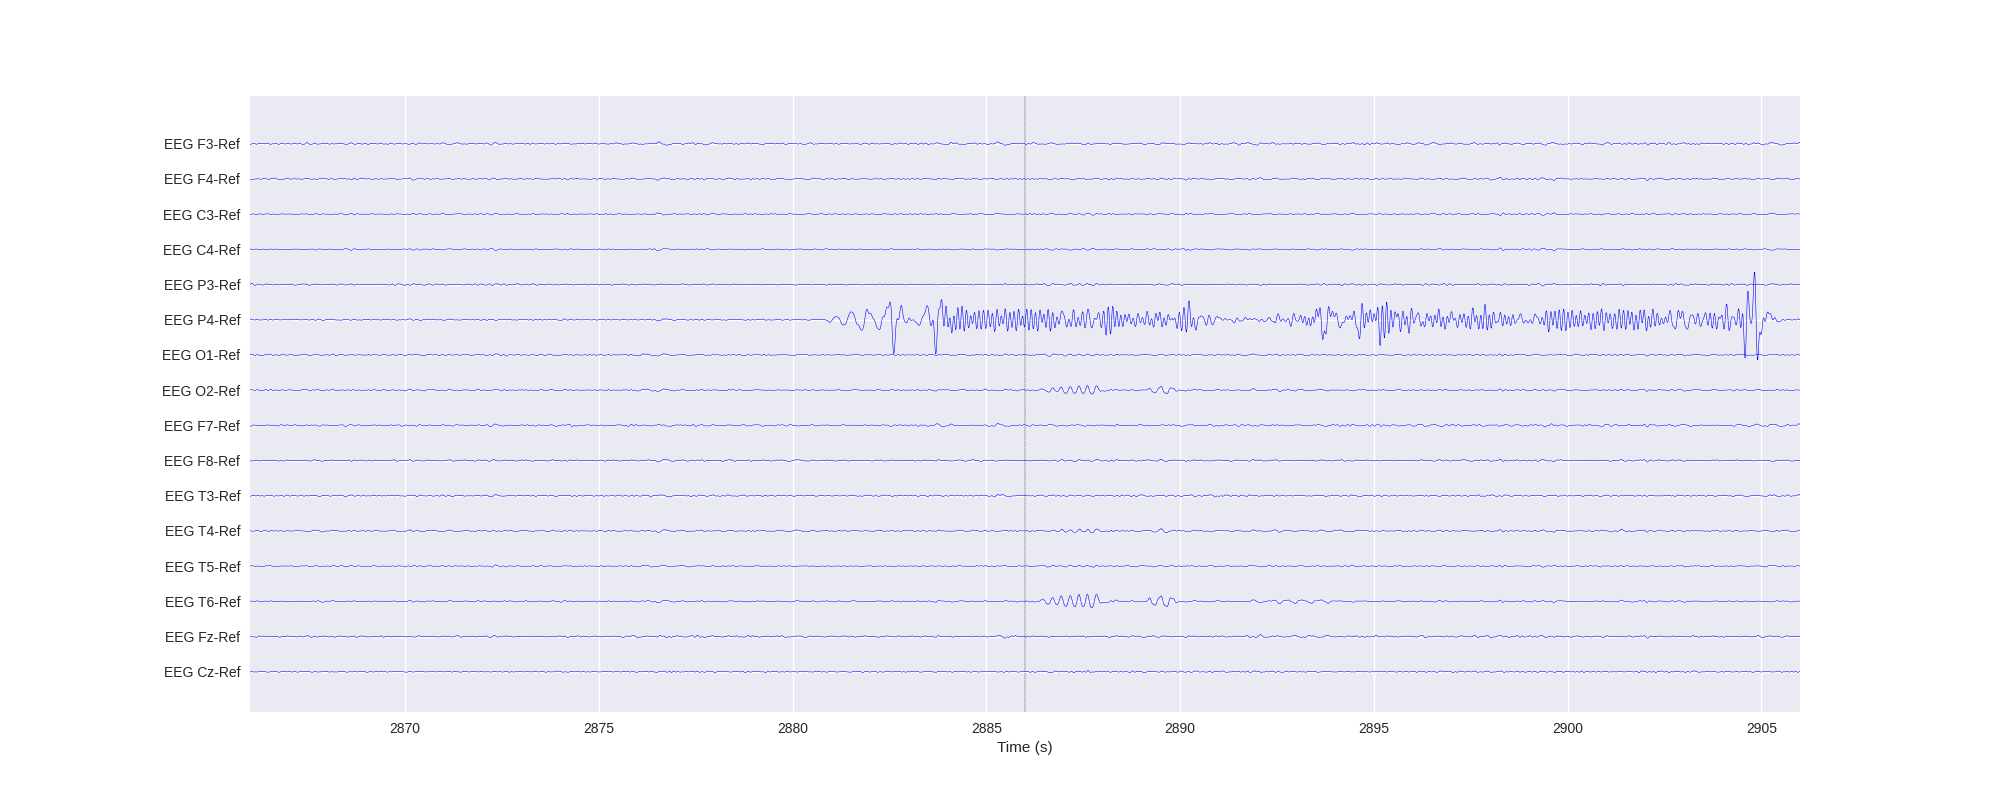 EEG F3-Ref
EEG F4-Ref
EEG C3-Ref
EEG C4-Ref
EEG P3-Ref
EEG P4-Ref
EEG O1-Ref
EEG O2-Ref
EEG F7-Ref
EEG F8-Ref
EEG T3-Ref
EEG T4-Ref
EEG T5-Ref
EEG T6-Ref
EEG Fz-Ref
EEG Cz-Ref
2870 2875 2880 2885 2890 2895 2900 2905
Time (s)